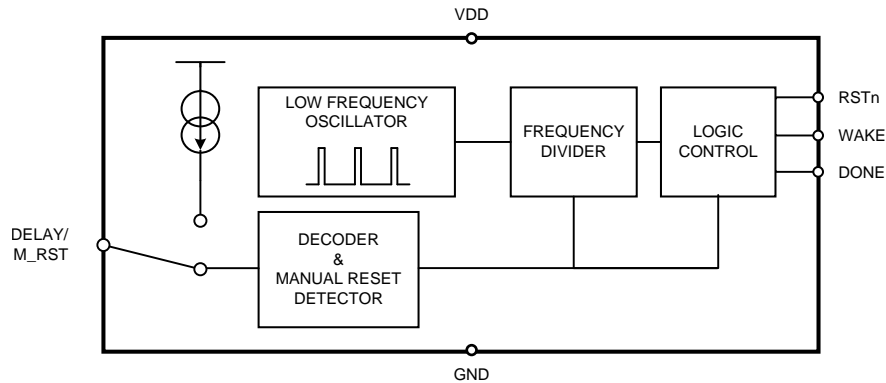 VDD
LOW FREQUENCY
OSCILLATOR
FREQUENCY
DIVIDER
LOGIC
CONTROL
RSTn
WAKE
DONE
DELAY/
M_RST
DECODER
&
MANUAL RESET
DETECTOR
GND